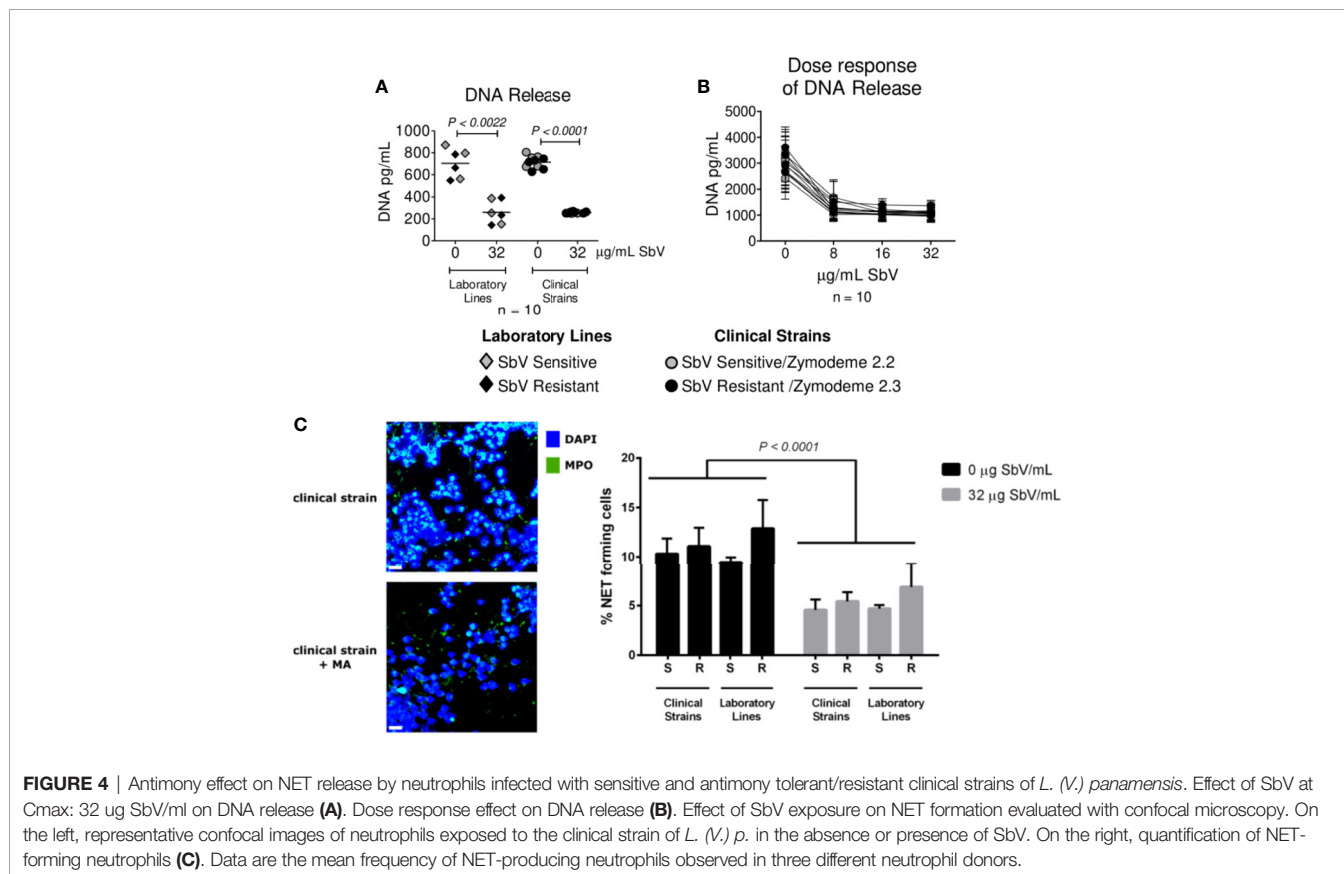 A
DNA Release
P < 0.0022
P < 0.0001
DNA pg/mL
1000
800
600
400
200
0
0 32 0 32 μg/mL SbV
Laboratory Lines
Clinical Strains
n = 10
B
Dose response
of DNA Release
DNA pg/mL
5000
4000
3000
2000
1000
0
0 8 16 32
μg/mL SbV
n = 10
Laboratory Lines
SbV Sensitive
SbV Resistant
Clinical Strains
SbV Sensitive/Zymodeme 2.2
SbV Resistant /Zymodeme 2.3
C
clinical strain
clinical strain
+ MA
DAPI
MPO
P < 0.0001
% NET forming cells
20
15
10
5
0
S R S R S R S R
Clinical Strains
Laboratory Lines
Clinical Strains
Laboratory Lines
0 μg SbV/mL
32 μg SbV/mL
FIGURE 4 | Antimony effect on NET release by neutrophils infected with sensitive and antimony tolerant/resistant clinical strains of L. (V.) panamensis. Effect of SbV at
Cmax: 32 ug SbV/ml on DNA release (A). Dose response effect on DNA release (B). Effect of SbV exposure on NET formation evaluated with confocal microscopy. On
the left, representative confocal images of neutrophils exposed to the clinical strain of L. (V.) p. in the absence or presence of SbV. On the right, quantification of NET-
forming neutrophils (C). Data are the mean frequency of NET-producing neutrophils observed in three different neutrophil donors.